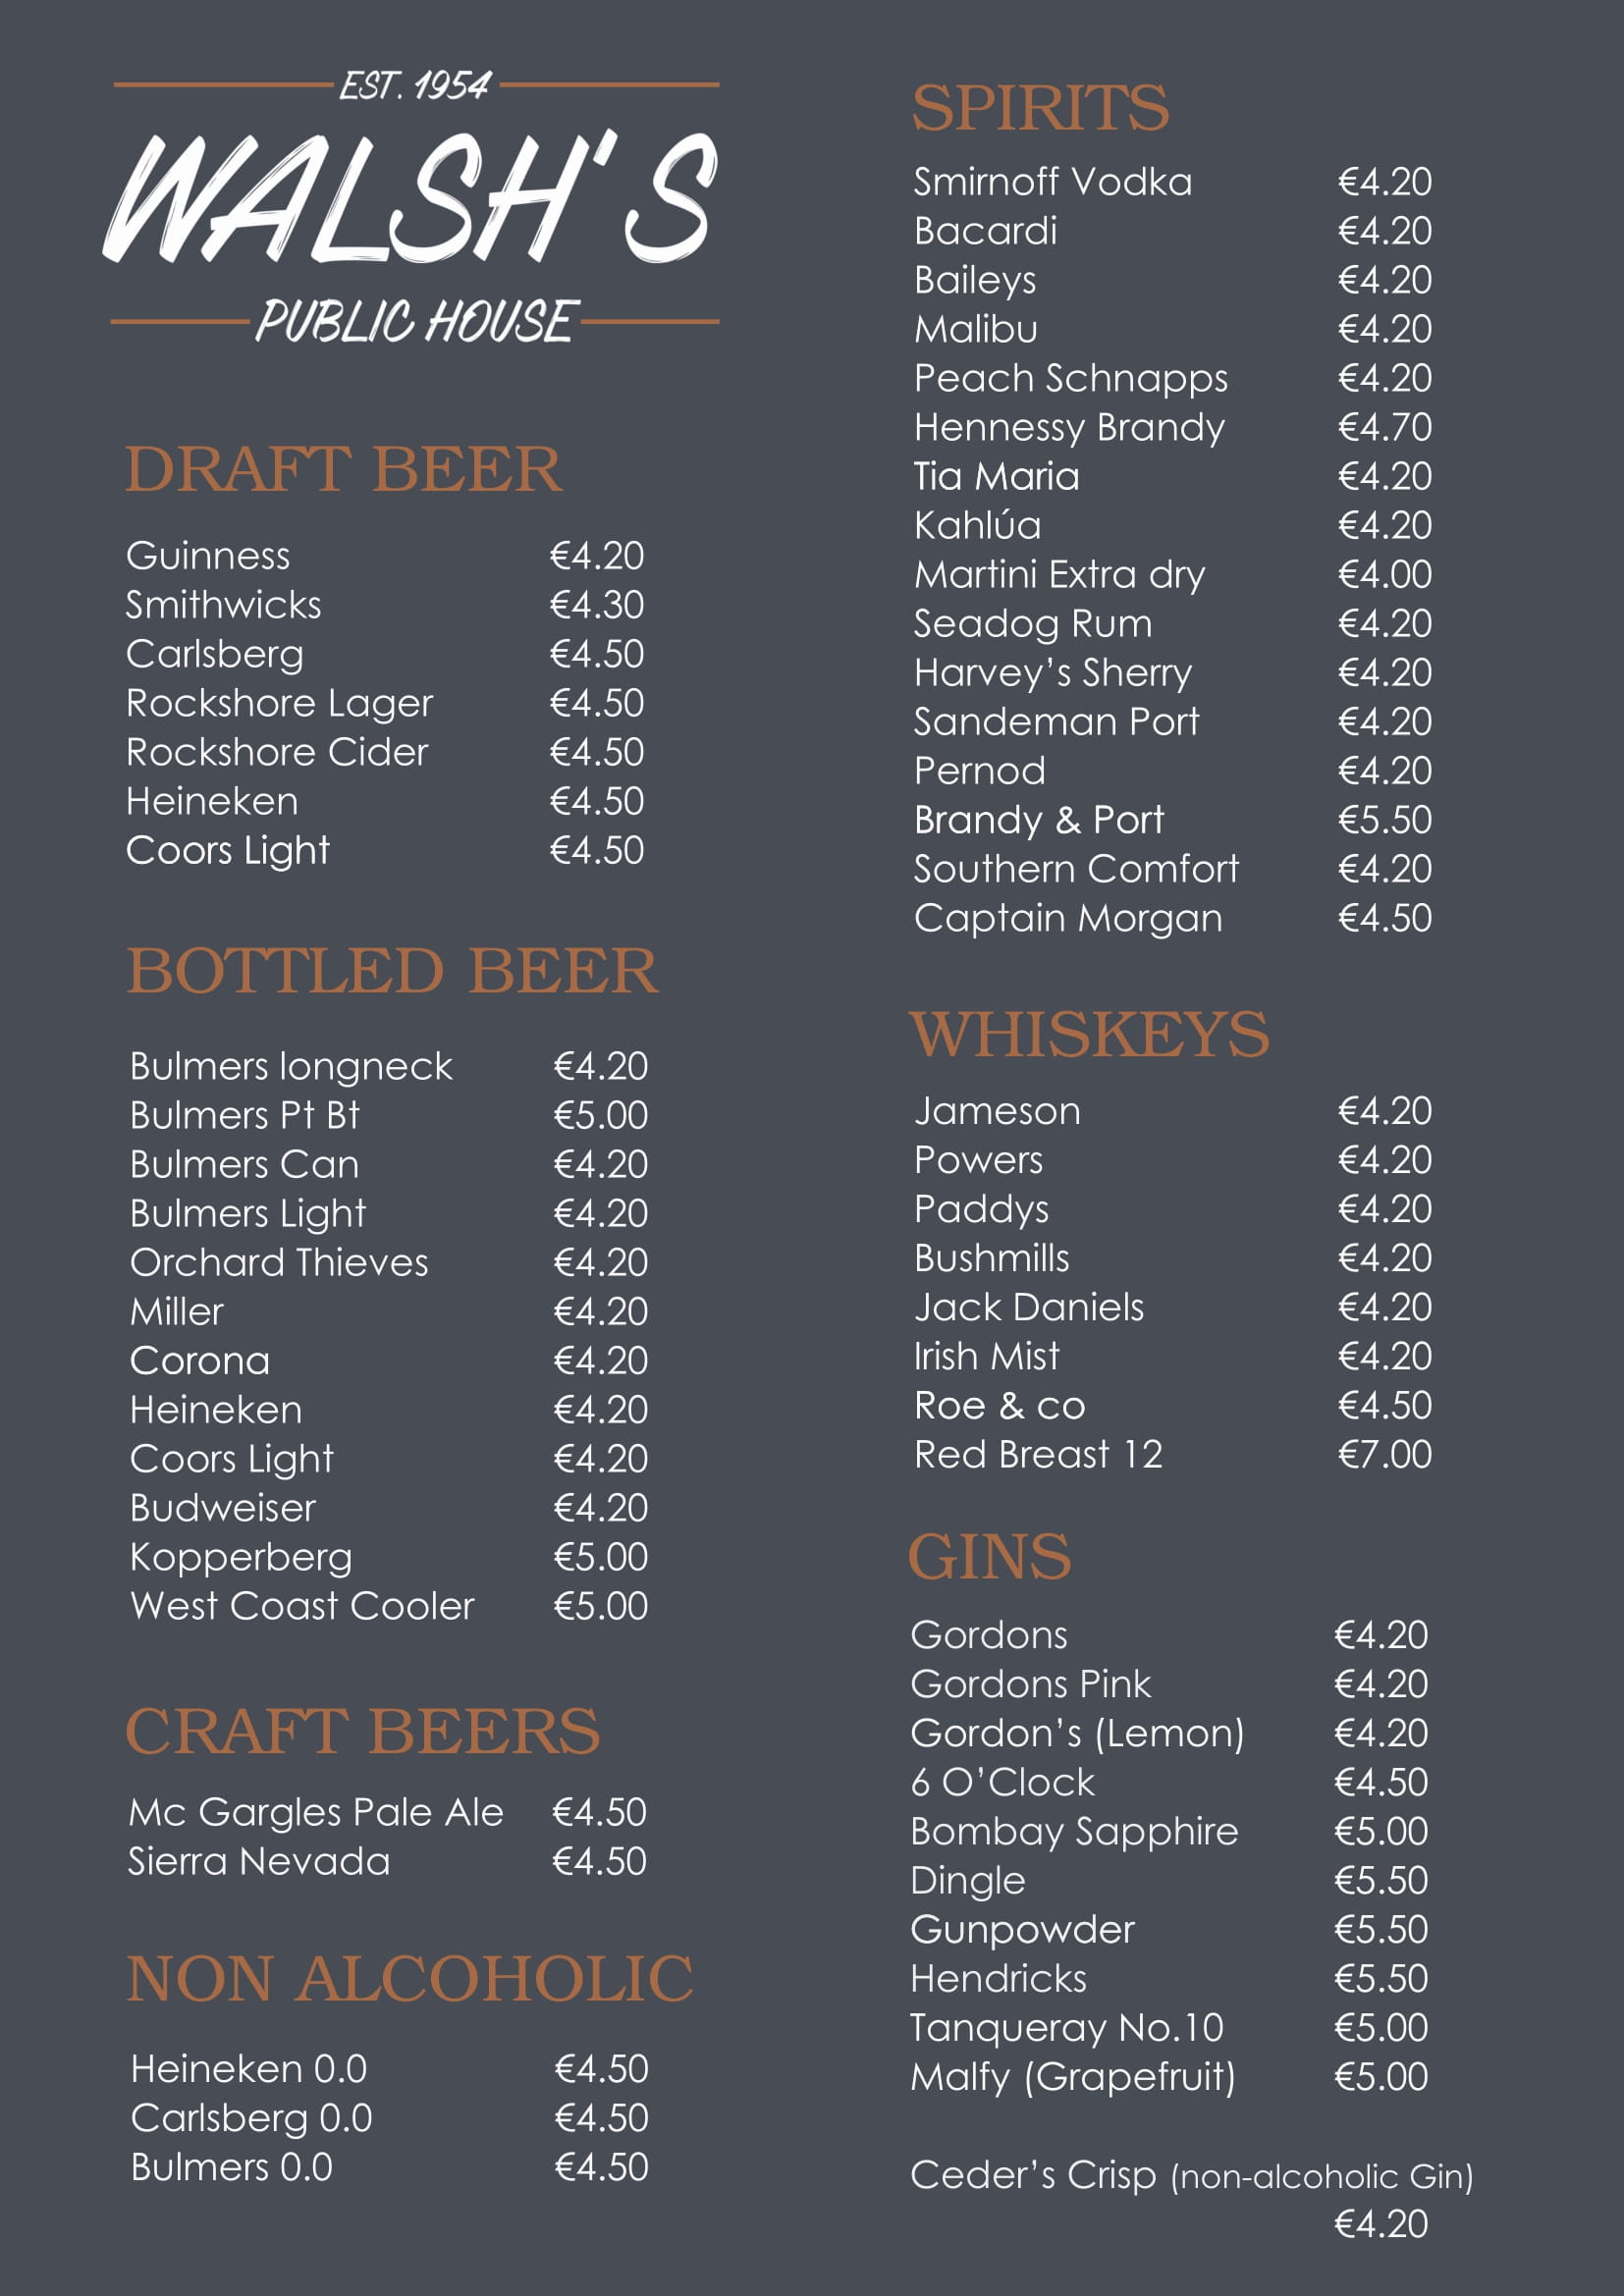 EST. 1954
WALSH'S
PUBLIC HOUSE
DRAFT BEER
Guinness €4.20
Smithwicks €4.30
Carlsberg €4.50
Rockshore Lager €4.50
Rockshore Cider €4.50
Heineken €4.50
Coors Light €4.50
BOTTLED BEER
Bulmers longneck €4.20
Bulmers Pt Bt €5.00
Bulmers Can €4.20
Bulmers Light €4.20
Orchard Thieves €4.20
Miller €4.20
Corona €4.20
Heineken €4.20
Coors Light €4.20
Budweiser €4.20
Kopperberg €5.00
West Coast Cooler €5.00
CRAFT BEERS
Mc Gargles Pale Ale €4.50
Sierra Nevada €4.50
NON ALCOHOLIC
Heineken 0.0 €4.50
Carlsberg 0.0 €4.50
Bulmers 0.0 €4.50
SPIRITS
Smirnoff Vodka €4.20
Bacardi €4.20
Baileys €4.20
Malibu €4.20
Peach Schnapps €4.20
Hennessy Brandy €4.70
Tia Maria €4.20
Kahlúa €4.20
Martini Extra dry €4.00
Seadog Rum €4.20
Harvey's Sherry €4.20
Sandeman Port €4.20
Pernod €4.20
Brandy & Port €5.50
Southern Comfort €4.20
Captain Morgan €4.50
WHISKEYS
Jameson €4.20
Powers €4.20
Paddys €4.20
Bushmills €4.20
Jack Daniels €4.20
Irish Mist €4.20
Roe & co €4.50
Red Breast 12 €7.00
GINS
Gordons €4.20
Gordons Pink €4.20
Gordon's (Lemon) €4.20
6 O'Clock €4.50
Bombay Sapphire €5.00
Dingle €5.50
Gunpowder €5.50
Hendricks €5.50
Tanqueray No.10 €5.00
Malfy (Grapefruit) €5.00
Ceder's Crisp (non-alcoholic Gin)
€4.20